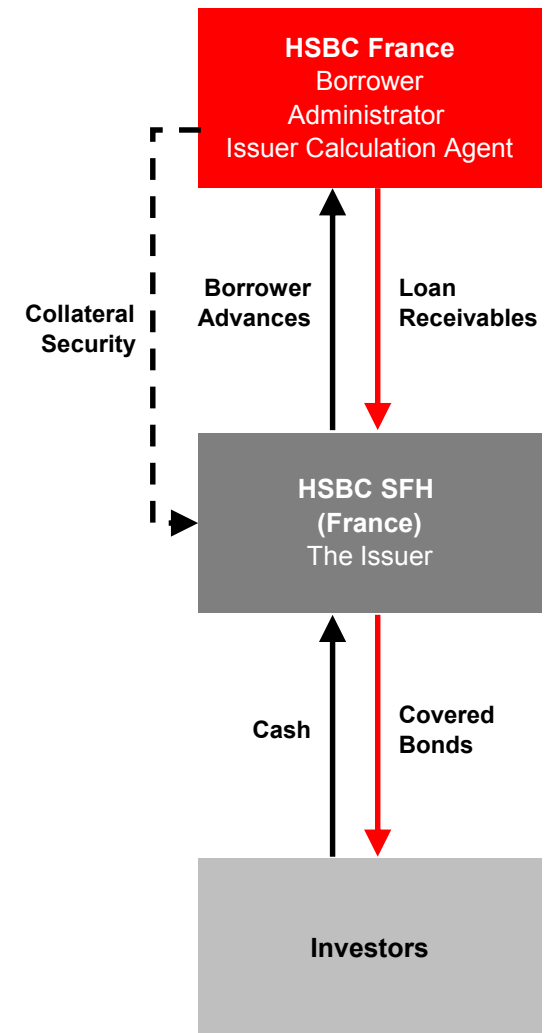 HSBC France
Borrower
Administrator
Issuer Calculation Agent
Collateral
Security
Borrower
Advances
Loan
Receivables
HSBC SFH
(France)
The Issuer
Cash
Covered
Bonds
Investors